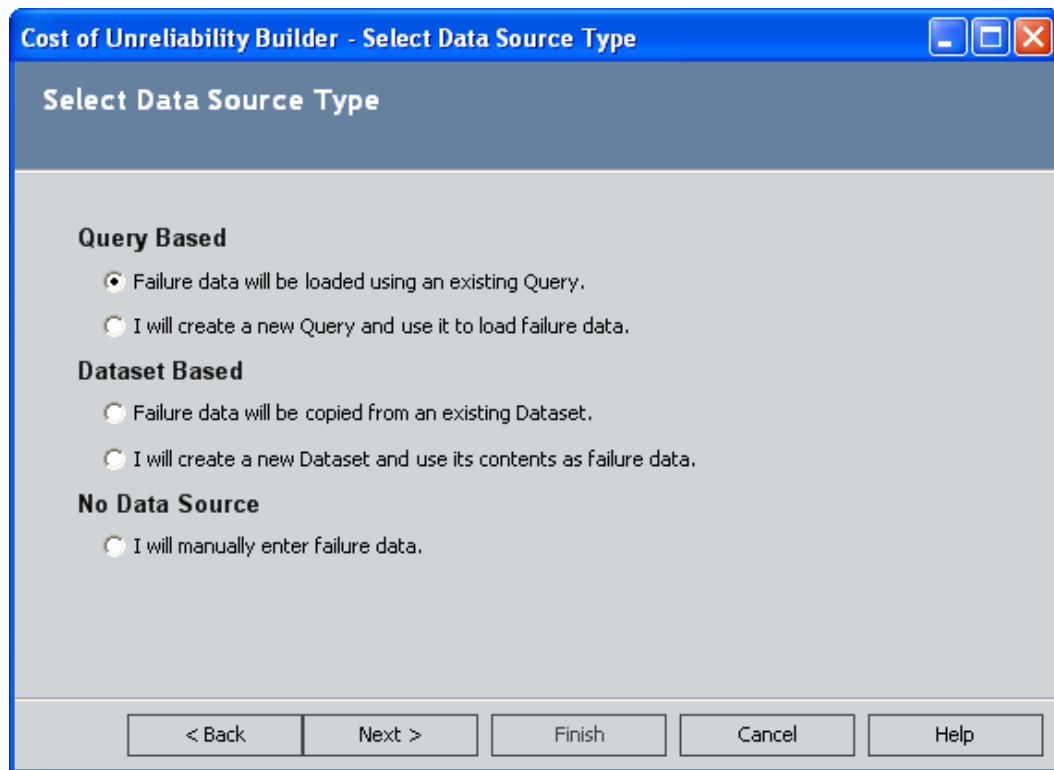 Cost of Unreliability Builder - Select Data Source Type
Select Data Source Type
Query Based
Failure data will be loaded using an existing Query.
I will create a new Query and use it to load failure data.
Dataset Based
Failure data will be copied from an existing Dataset.
I will create a new Dataset and use its contents as failure data.
No Data Source
I will manually enter failure data.
< Back Next > Finish Cancel Help